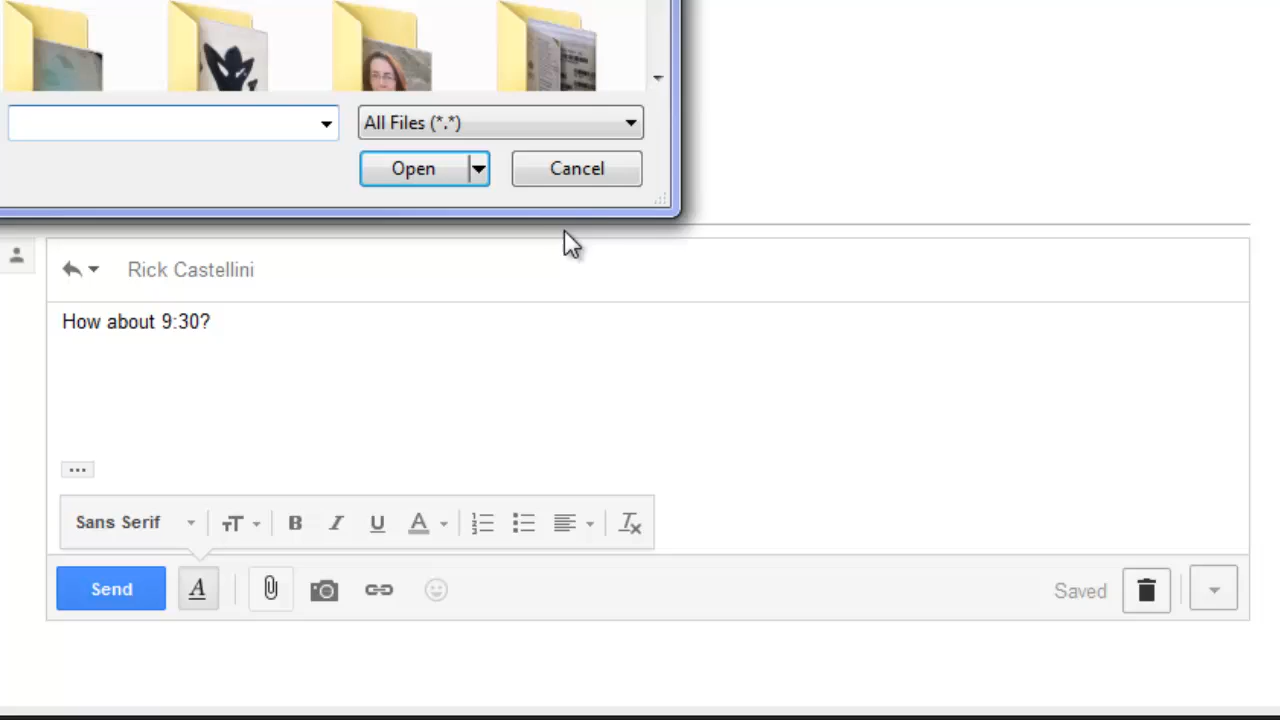 All Files (*.*)
Open
Cancel
Rick Castellini
How about 9:30?
Sans Serif
B I U A
Send
A
Saved